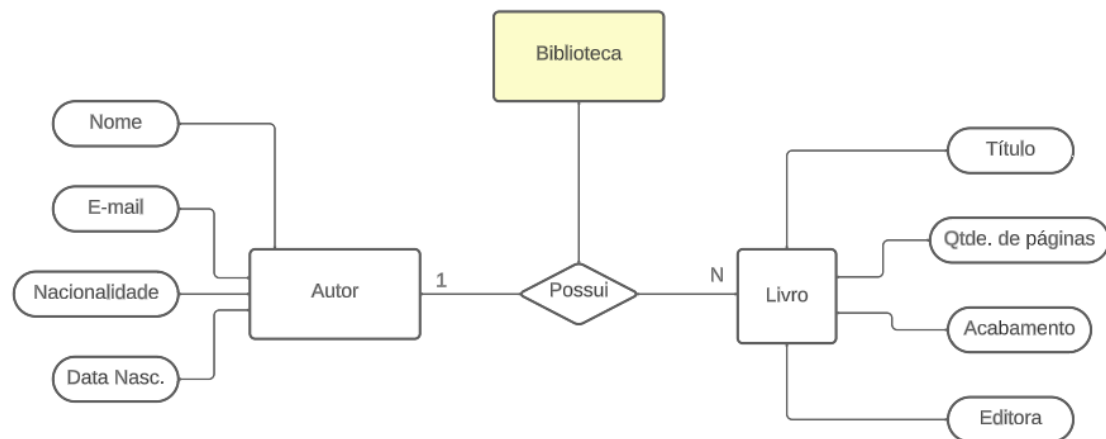 Biblioteca
Nome
Título
E-mail
Qtde. de páginas
Nacionalidade
Autor
1
Possui
N
Livro
Acabamento
Data Nasc.
Editora